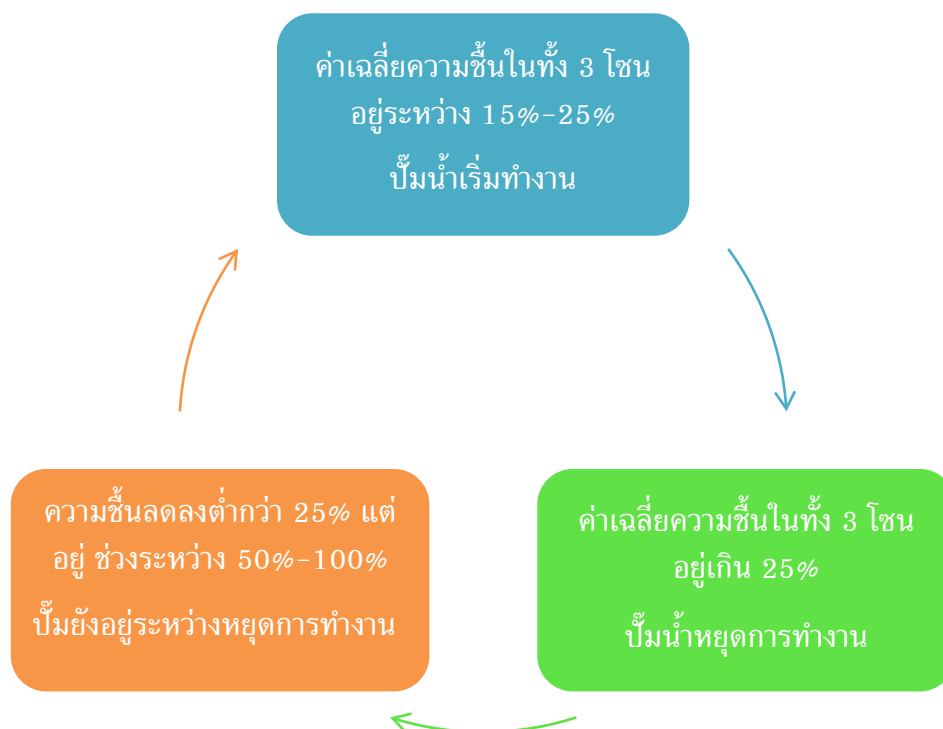 ค่าเฉลี่ยความชื้นในทั้ง 3 โซน
อยู่ระหว่าง 15%-25%
ปั๊มน้ำเริ่มทำงาน
ความชื้นลดลงต่ำกว่า 25% แต่
อยู่ ช่วงระหว่าง 50%-100%
ปั๊มยังอยู่ระหว่างหยุดการทำงาน
ค่าเฉลี่ยความชื้นในทั้ง 3 โซน
อยู่เกิน 25%
ปั๊มน้ำหยุดการทำงาน